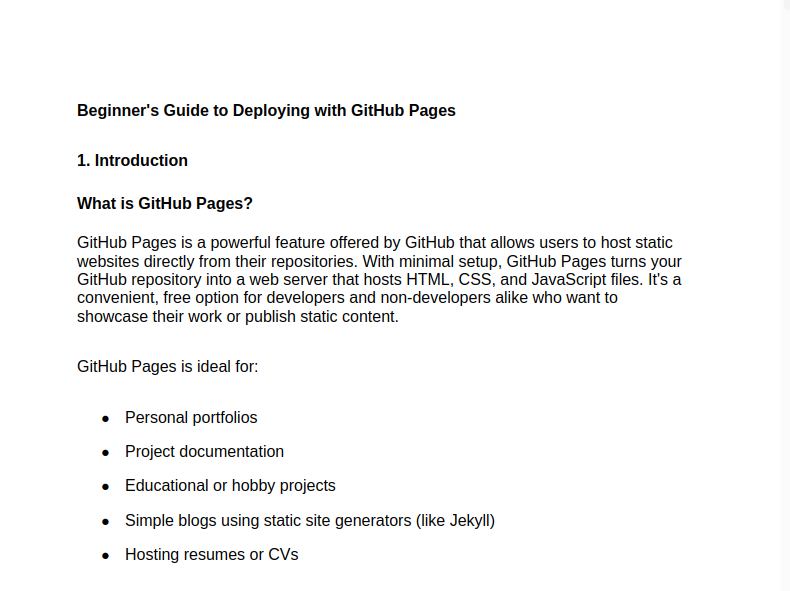 Beginner's Guide to Deploying with GitHub Pages
1. Introduction
What is GitHub Pages?
GitHub Pages is a powerful feature offered by GitHub that allows users to host static
websites directly from their repositories. With minimal setup, GitHub Pages turns your
GitHub repository into a web server that hosts HTML, CSS, and JavaScript files. It's a
convenient, free option for developers and non-developers alike who want to
showcase their work or publish static content.
GitHub Pages is ideal for:
● Personal portfolios
● Project documentation
● Educational or hobby projects
● Simple blogs using static site generators (like Jekyll)
● Hosting resumes or CVs